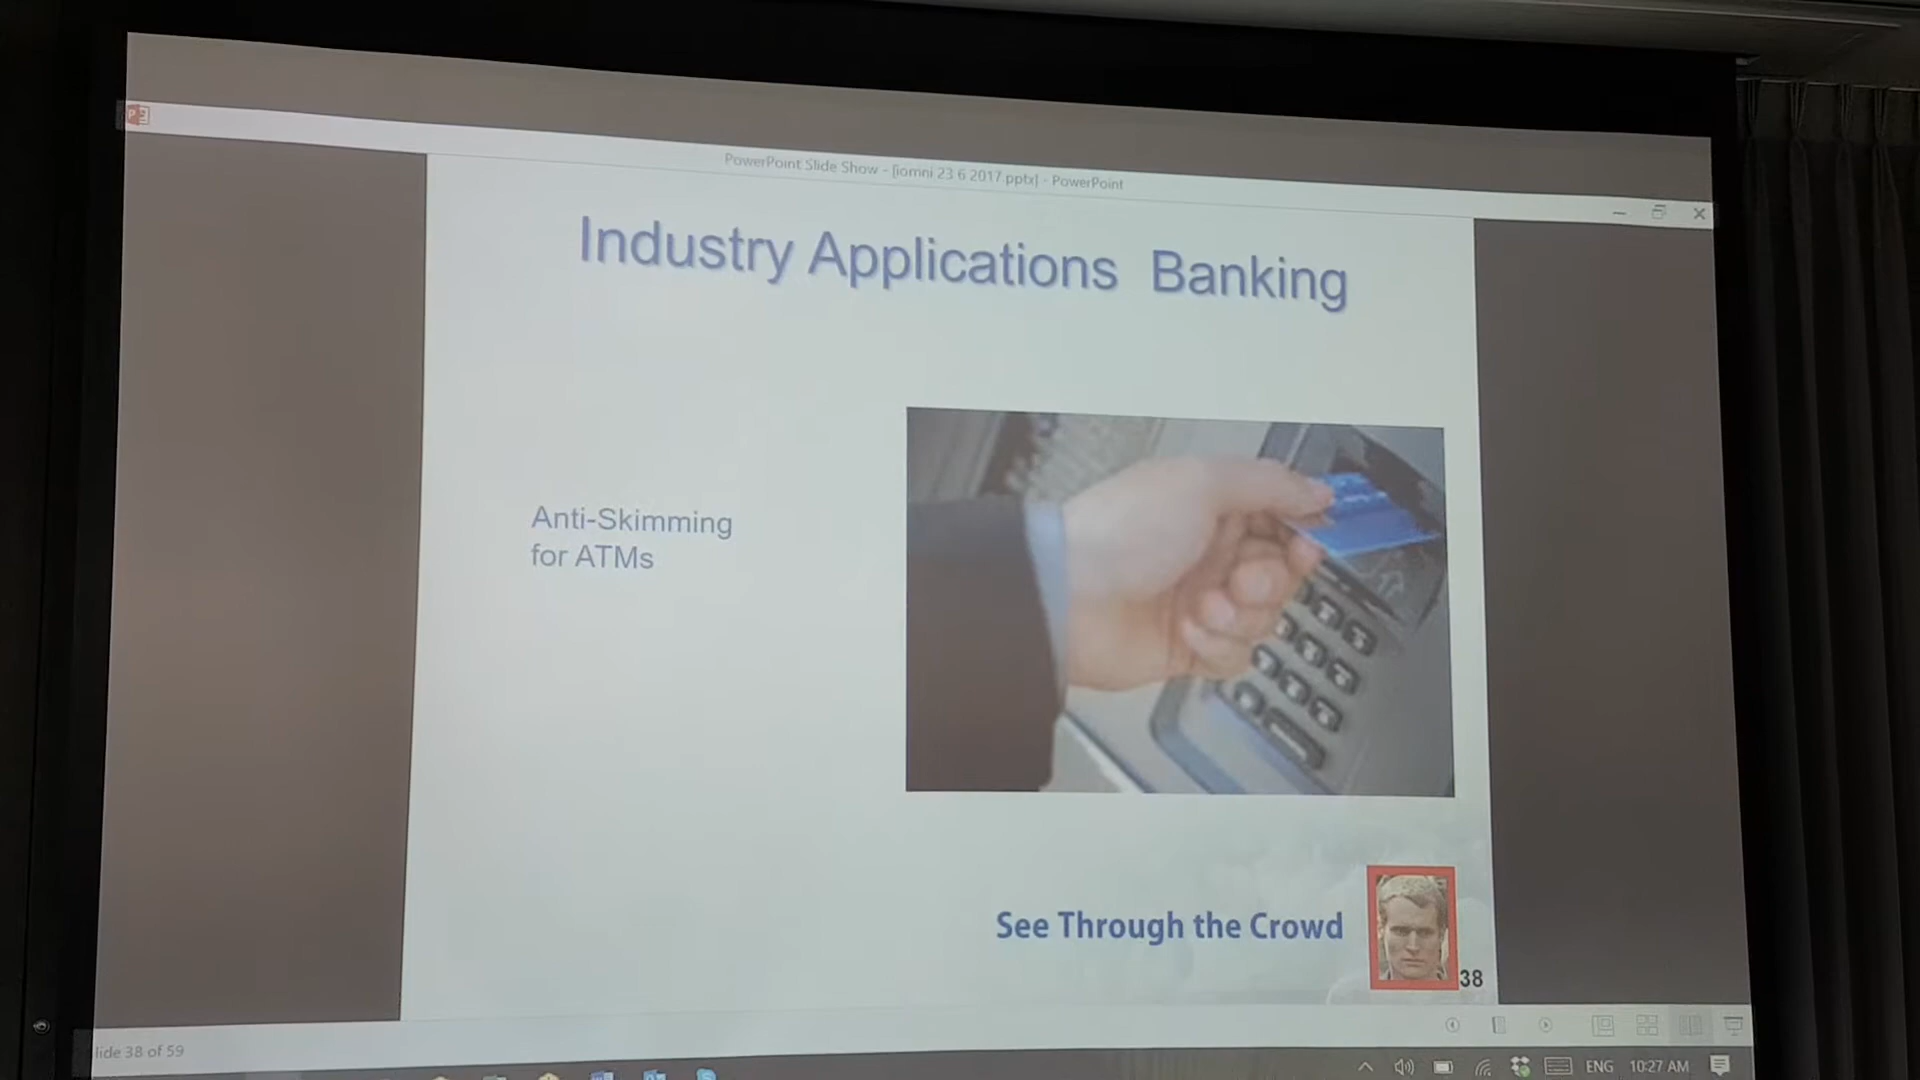 PowerPoint Slide Show - [iomni 23 6 2017.pptx] - PowerPoint
Industry Applications  Banking
Anti-Skimming
for ATMs
See Through the Crowd
38
lide 38 of 59
ENG 10:27 AM